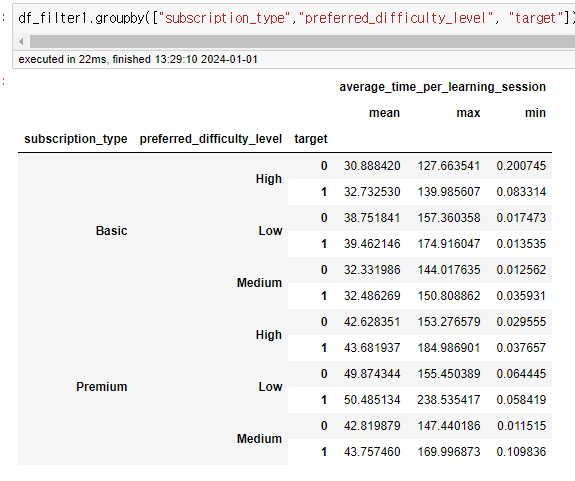 : df_filter1.groupby(["subscription_type","preferred_difficulty_level", "target"])
executed in 22ms, finished 13:29:10 2024-01-01
:
average_time_per_learning_session
mean max min
subscription_type preferred_difficulty_level target
Basic High 0 30.888420 127.663541 0.200745
1 32.732530 139.985607 0.083314
Low 0 38.751841 157.360358 0.017473
1 39.462146 174.916047 0.013535
Medium 0 32.331986 144.017635 0.012562
1 32.486269 150.808862 0.035931
Premium High 0 42.628351 153.276579 0.029555
1 43.681937 184.986901 0.037657
Low 0 49.874344 155.450389 0.064445
1 50.485134 238.535417 0.058419
Medium 0 42.819879 147.440186 0.011515
1 43.757460 169.996873 0.109836